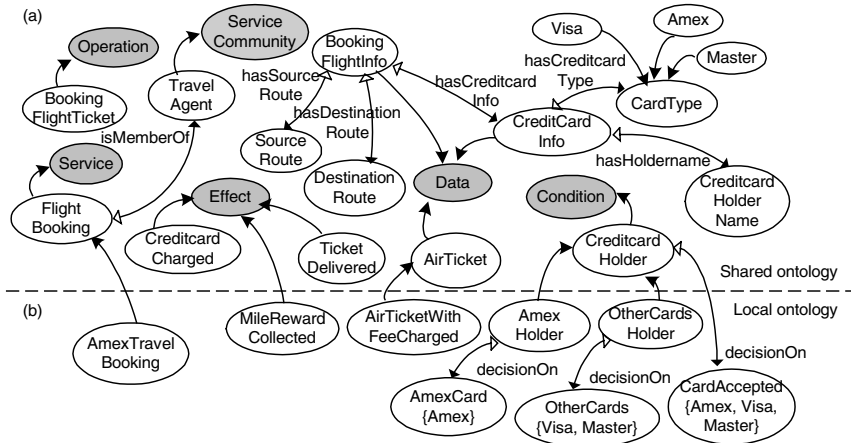 (a)
Operation
Service
Community
Booking
FlightInfo
Visa
Amex
Master
hasCreditcard
Type
CardType
hasSource
Route
hasCreditcard
Info
Booking
FlightTicket
Travel
Agent
hasDestination
Route
CreditCard
Info
isMemberOf
Source
Route
hasHoldername
Service
Destination
Route
Data
Creditcard
Holder
Name
Effect
Condition
Flight
Booking
Creditcard
Charged
Ticket
Delivered
AirTicket
Creditcard
Holder
Shared ontology
(b)
Local ontology
AmexTravel
Booking
MileReward
Collected
AirTicketWith
FeeCharged
Amex
Holder
OtherCards
Holder
decisionOn
decisionOn
decisionOn
AmexCard
{Amex}
OtherCards
{Visa, Master}
CardAccepted
{Amex, Visa,
Master}